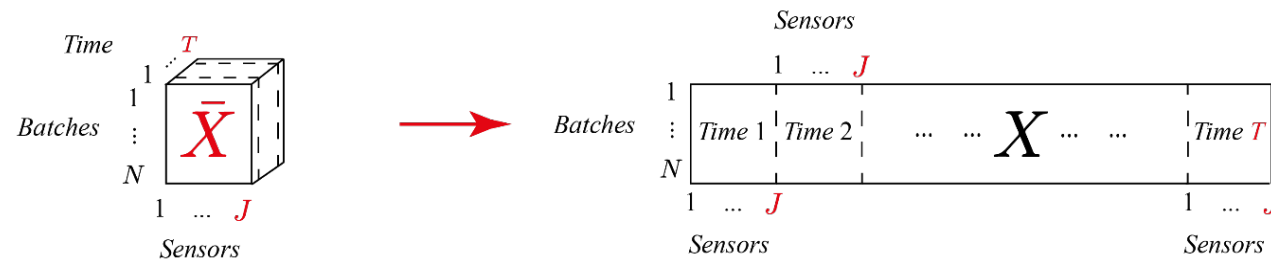 Time
T
1 ...
1
Batches
⋮
X̄
N
1 ... J
Sensors
Sensors
1 ... J
Batches
1
⋮
N
Time 1
Time 2
... ... X ... ...
Time T
1 ... J
Sensors
1 ... J
Sensors